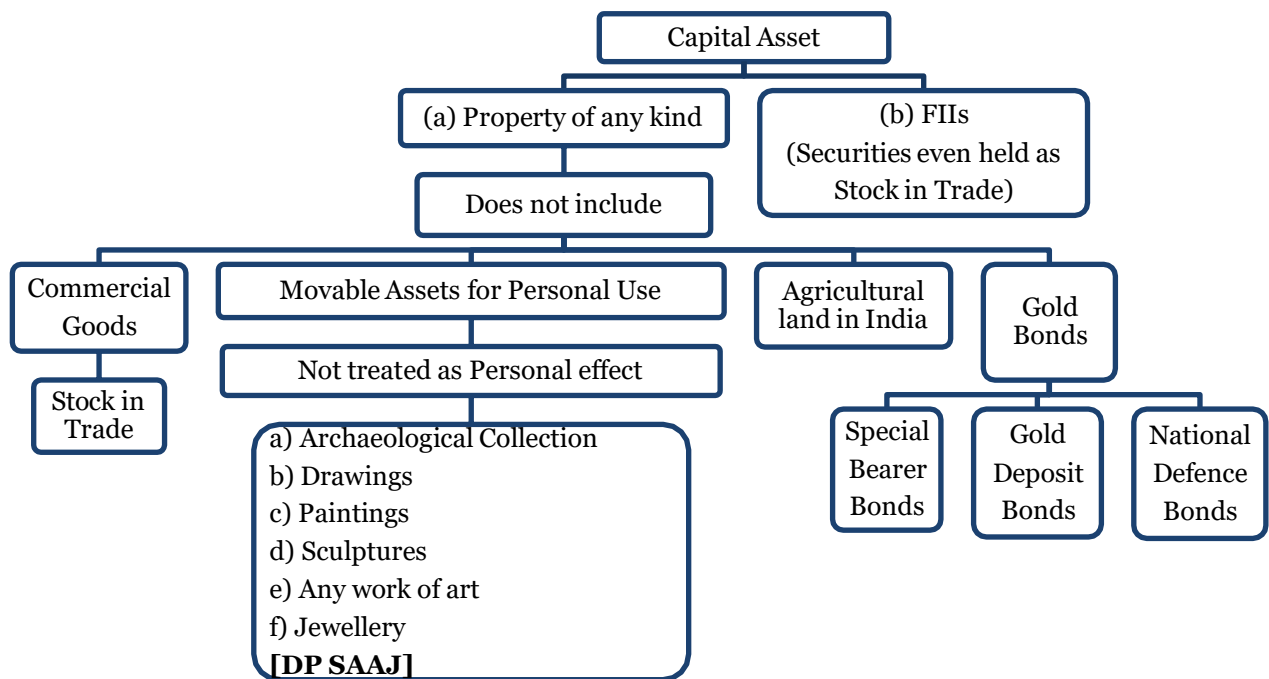 Capital Asset
(a) Property of any kind
(b) FIIs
(Securities even held as
Stock in Trade)
Does not include
Commercial
Goods
Movable Assets for Personal Use
Agricultural
land in India
Gold
Bonds
Not treated as Personal effect
Stock in
Trade
a) Archaeological Collection
b) Drawings
c) Paintings
d) Sculptures
e) Any work of art
f) Jewellery
[DP SAAJ]
Special
Bearer
Bonds
Gold
Deposit
Bonds
National
Defence
Bonds